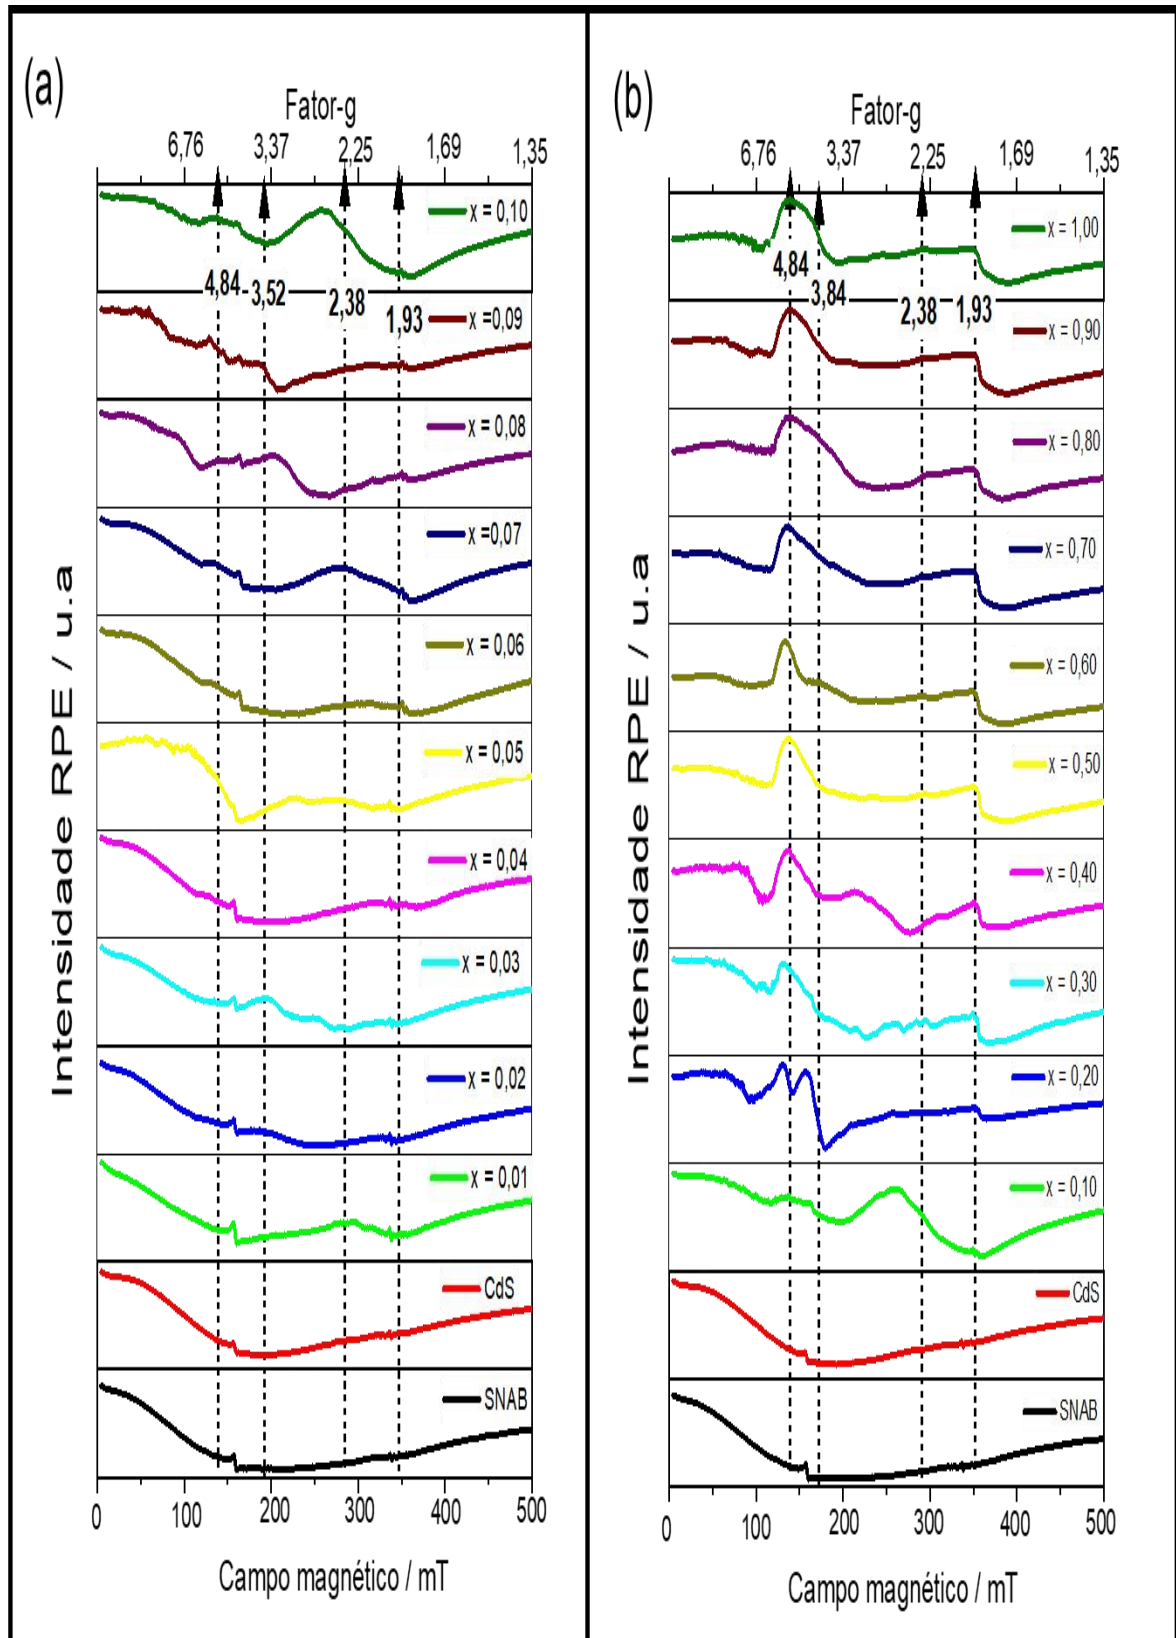 (a)
Fator-g
6,76 3,37 2,25 1,69 1,35
x = 0,10
4,84 3,52 2,38 1,93
x =0,09
x = 0,08
x =0,07
x = 0,06
x = 0,05
x = 0,04
x = 0,03
x = 0,02
x = 0,01
CdS
SNAB
Intensidade RPE / u.a
0 100 200 300 400 500
Campo magnético / mT
(b)
Fator-g
6,76 3,37 2,25 1,69 1,35
x = 1,00
4,84 3,84 2,38 1,93
x = 0,90
x = 0,80
x = 0,70
x = 0,60
x = 0,50
x = 0,40
x = 0,30
x = 0,20
x = 0,10
CdS
SNAB
Intensidade RPE / u.a
0 100 200 300 400 500
Campo magnético / mT